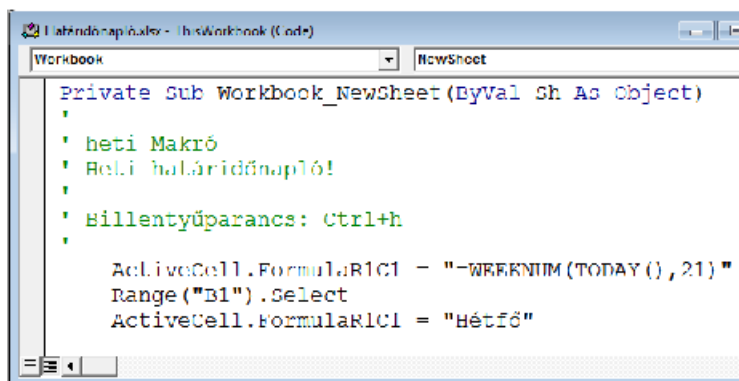 Határidőnapló.xlsx - ThisWorkbook (Code)
Workbook NewSheet
Private Sub Workbook_NewSheet(ByVal Sh As Object)
'
' heti Makró
' Heti határidőnapló!
'
' Billentyűparancs: Ctrl+h
'
ActiveCell.FormulaR1C1 = "=WEEKNUM(TODAY(),21)"
Range("B1").Select
ActiveCell.FormulaR1C1 = "Hétfő"